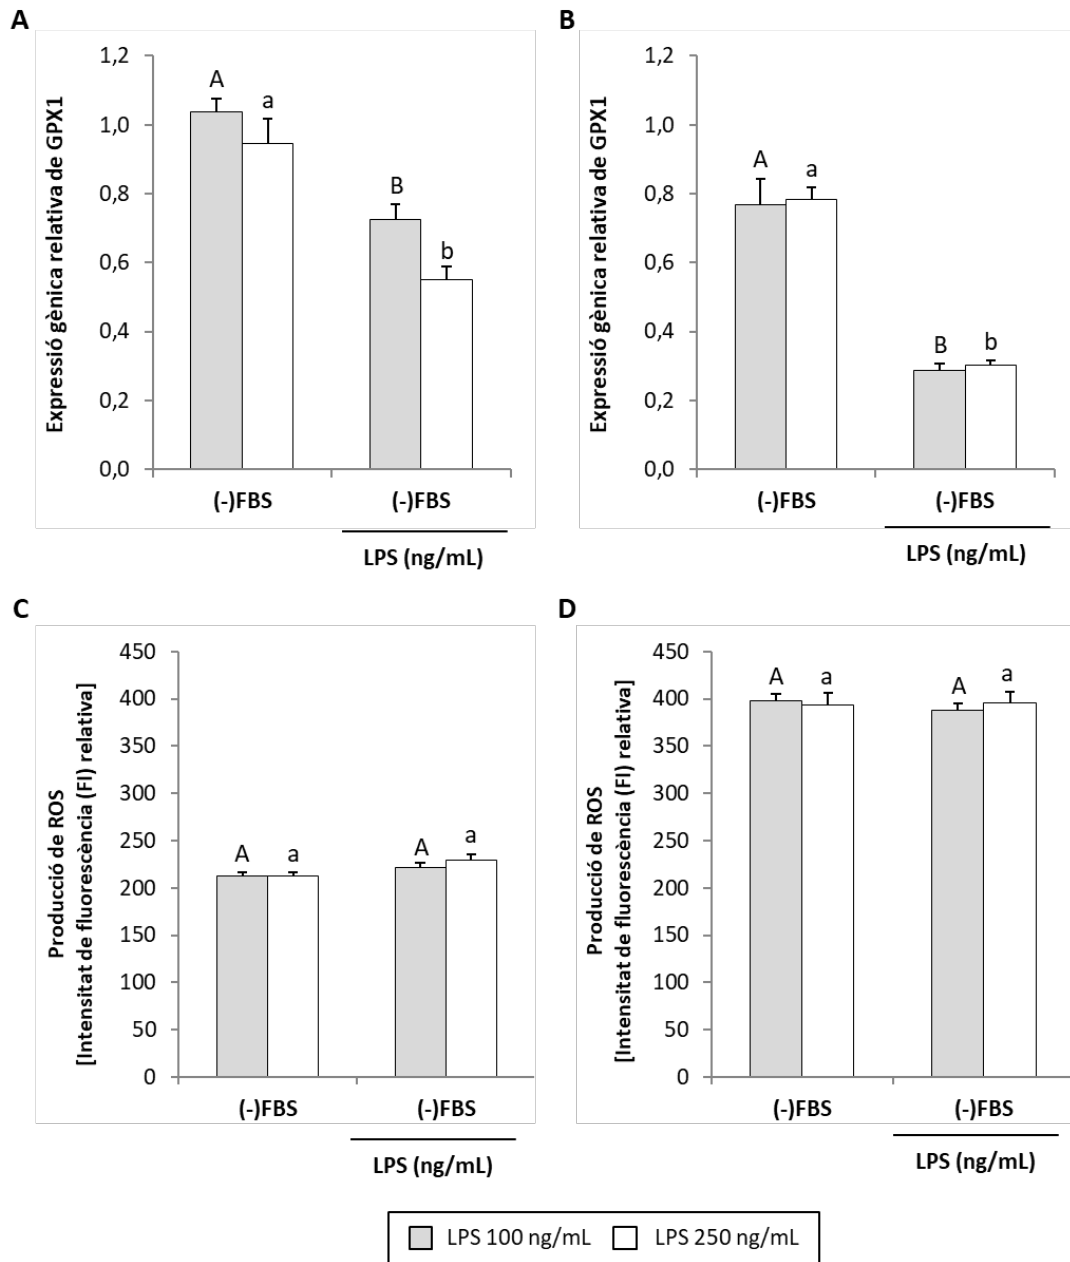 A
Expressió gènica relativa de GPX1
1,2
1,0
0,8
0,6
0,4
0,2
0,0
A
a
B
b
(-)FBS
(-)FBS
LPS (ng/mL)
B
Expressió gènica relativa de GPX1
1,2
1,0
0,8
0,6
0,4
0,2
0,0
A
a
B
b
(-)FBS
(-)FBS
LPS (ng/mL)
C
Producció de ROS
[Intensitat de fluorescència (FI) relativa]
450
400
350
300
250
200
150
100
50
0
A
a
A
a
(-)FBS
(-)FBS
LPS (ng/mL)
D
Producció de ROS
[Intensitat de fluorescència (FI) relativa]
450
400
350
300
250
200
150
100
50
0
A
a
A
a
(-)FBS
(-)FBS
LPS (ng/mL)
LPS 100 ng/mL
LPS 250 ng/mL